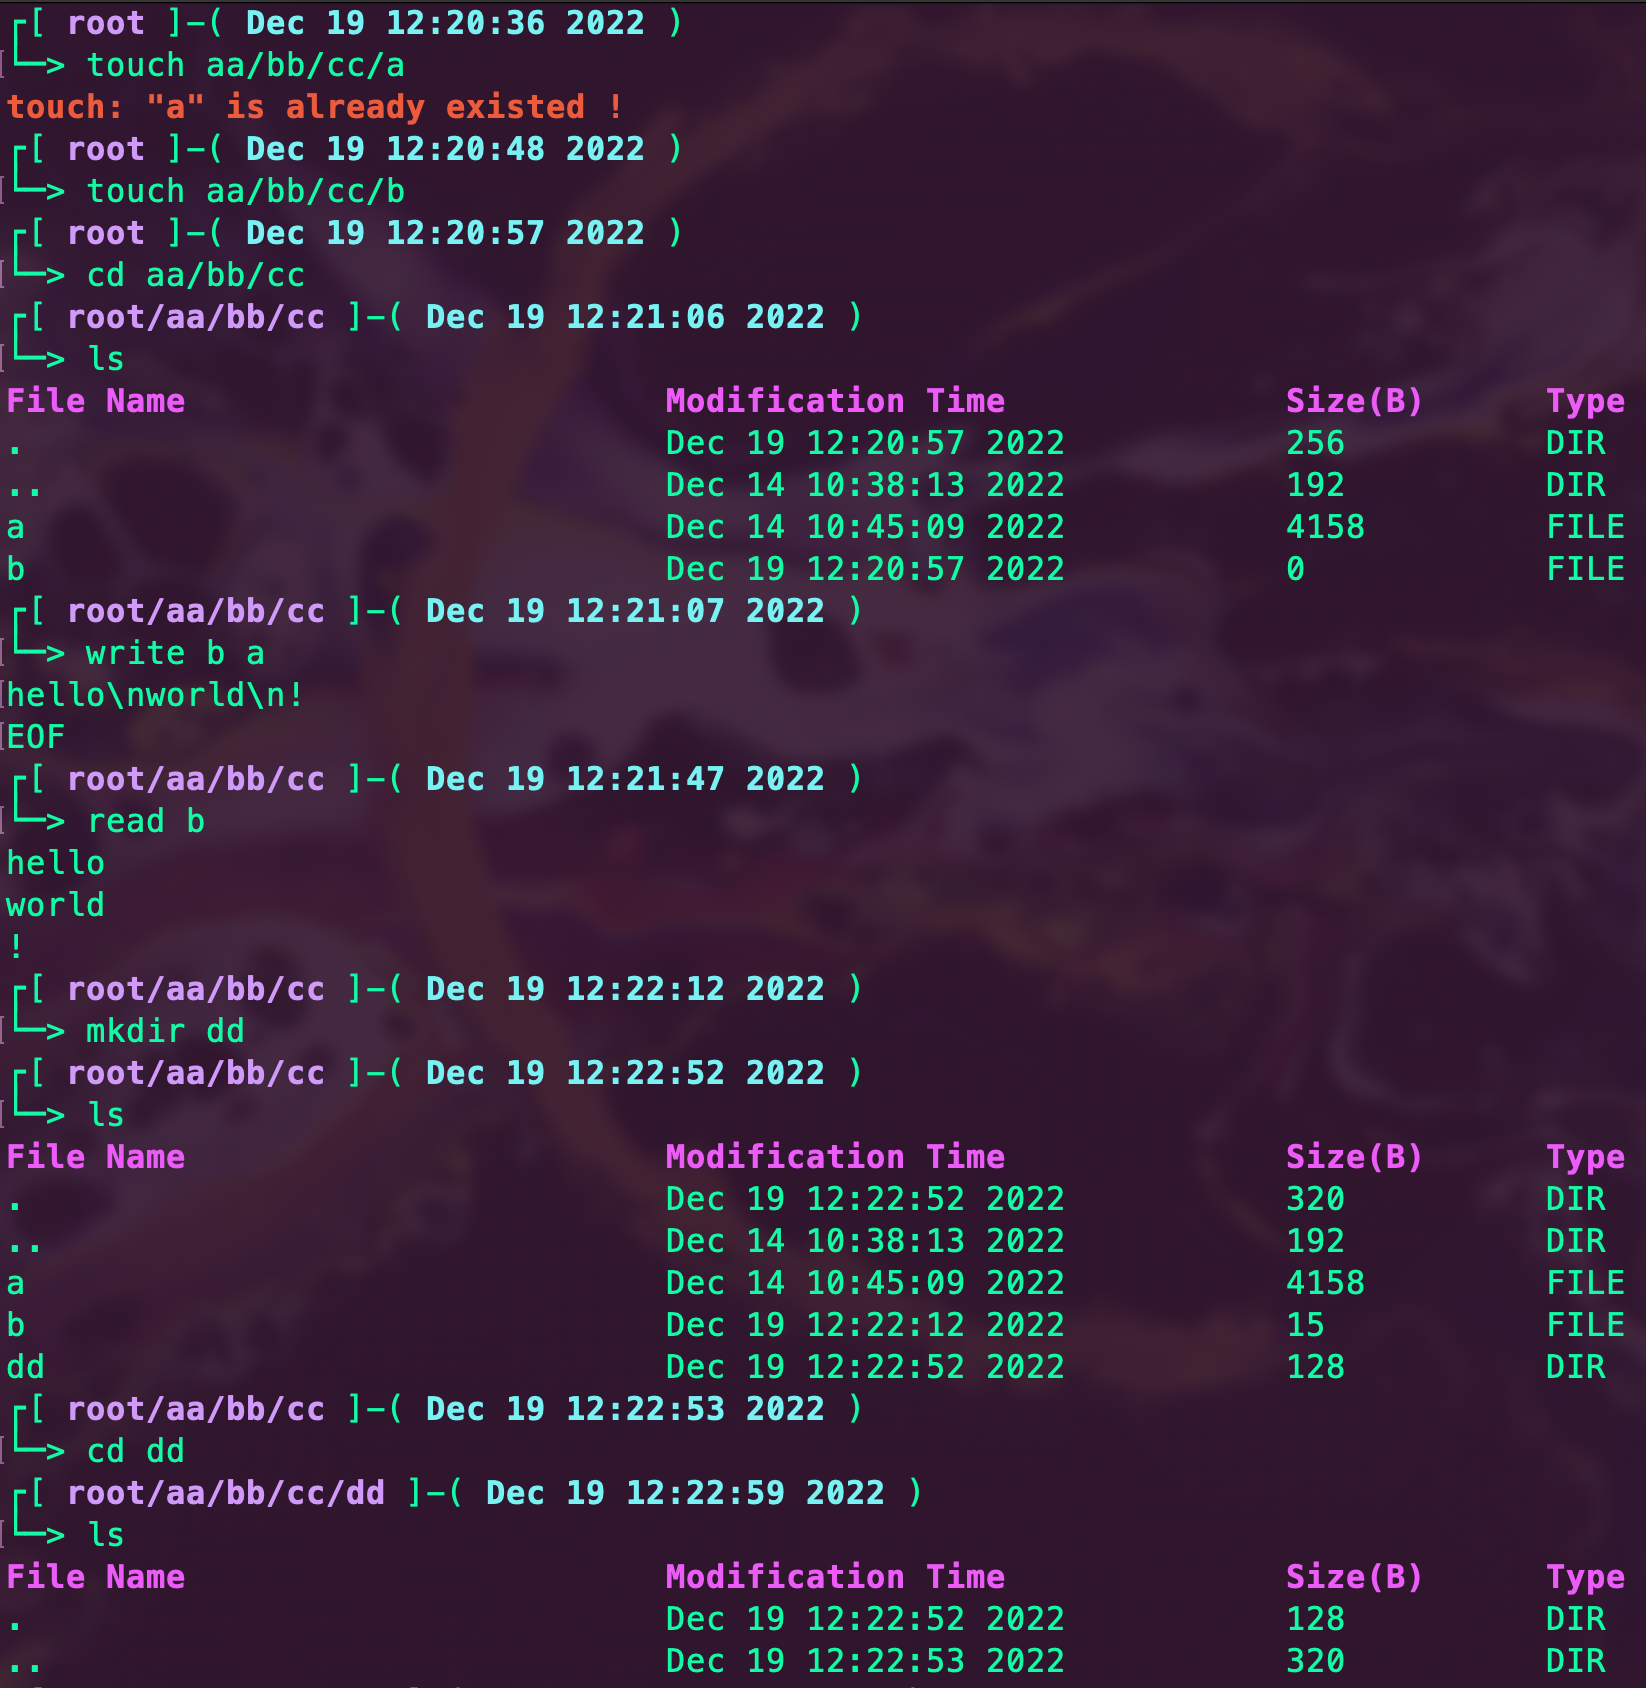 ┌[ root ]-( Dec 19 12:20:36 2022 )
└─> touch aa/bb/cc/a
touch: "a" is already existed !
┌[ root ]-( Dec 19 12:20:48 2022 )
└─> touch aa/bb/cc/b
┌[ root ]-( Dec 19 12:20:57 2022 )
└─> cd aa/bb/cc
┌[ root/aa/bb/cc ]-( Dec 19 12:21:06 2022 )
└─> ls
File Name Modification Time Size(B) Type
. Dec 19 12:20:57 2022 256 DIR
.. Dec 14 10:38:13 2022 192 DIR
a Dec 14 10:45:09 2022 4158 FILE
b Dec 19 12:20:57 2022 0 FILE
┌[ root/aa/bb/cc ]-( Dec 19 12:21:07 2022 )
└─> write b a
hello\nworld\n!
EOF
┌[ root/aa/bb/cc ]-( Dec 19 12:21:47 2022 )
└─> read b
hello
world
!
┌[ root/aa/bb/cc ]-( Dec 19 12:22:12 2022 )
└─> mkdir dd
┌[ root/aa/bb/cc ]-( Dec 19 12:22:52 2022 )
└─> ls
File Name Modification Time Size(B) Type
. Dec 19 12:22:52 2022 320 DIR
.. Dec 14 10:38:13 2022 192 DIR
a Dec 14 10:45:09 2022 4158 FILE
b Dec 19 12:22:12 2022 15 FILE
dd Dec 19 12:22:52 2022 128 DIR
┌[ root/aa/bb/cc ]-( Dec 19 12:22:53 2022 )
└─> cd dd
┌[ root/aa/bb/cc/dd ]-( Dec 19 12:22:59 2022 )
└─> ls
File Name Modification Time Size(B) Type
. Dec 19 12:22:52 2022 128 DIR
.. Dec 19 12:22:53 2022 320 DIR